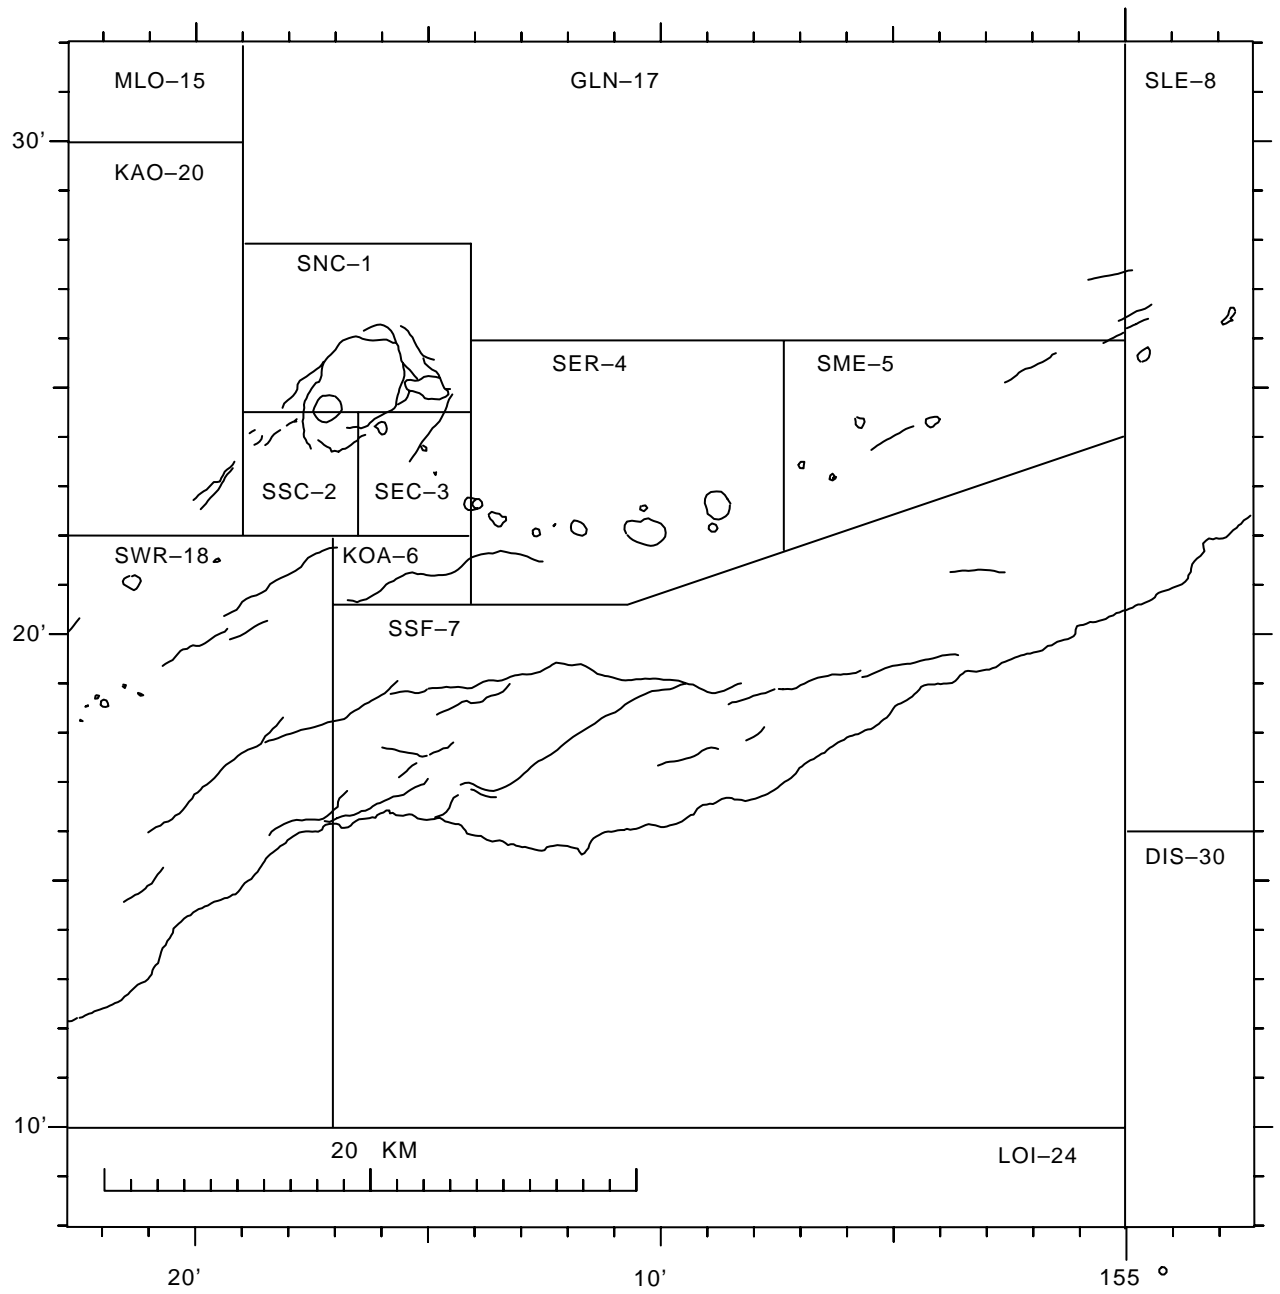 MLO–15 GLN–17 SLE–8
30'
KAO–20
SNC–1
SER–4 SME–5
SSC–2 SEC–3
SWR–18 KOA–6
20'
SSF–7
DIS–30
10'
20 KM
LOI–24
20' 10' 155 °